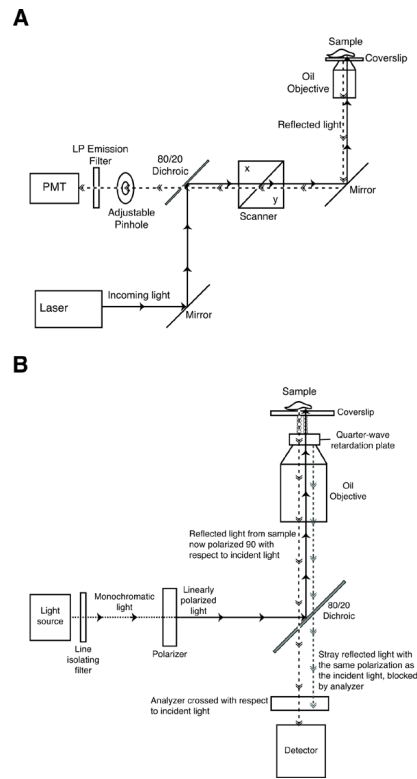 A
Sample
Coverslip
Oil
Objective
Reflected light
LP Emission
Filter
80/20
Dichroic
x
y
PMT
Adjustable
Pinhole
Scanner
Mirror
Laser
Incoming light
Mirror
B
Sample
Coverslip
Quarter-wave
retardation plate
Oil
Objective
Reflected light from sample
now polarized 90 with
respect to incident light
Monochromatic
light
Linearly
polarized
light
80/20
Dichroic
Light
source
Line
isolating
filter
Polarizer
Stray reflected light with
the same polarization as
the incident light, blocked
by analyzer
Analyzer crossed with respect
to incident light
Detector